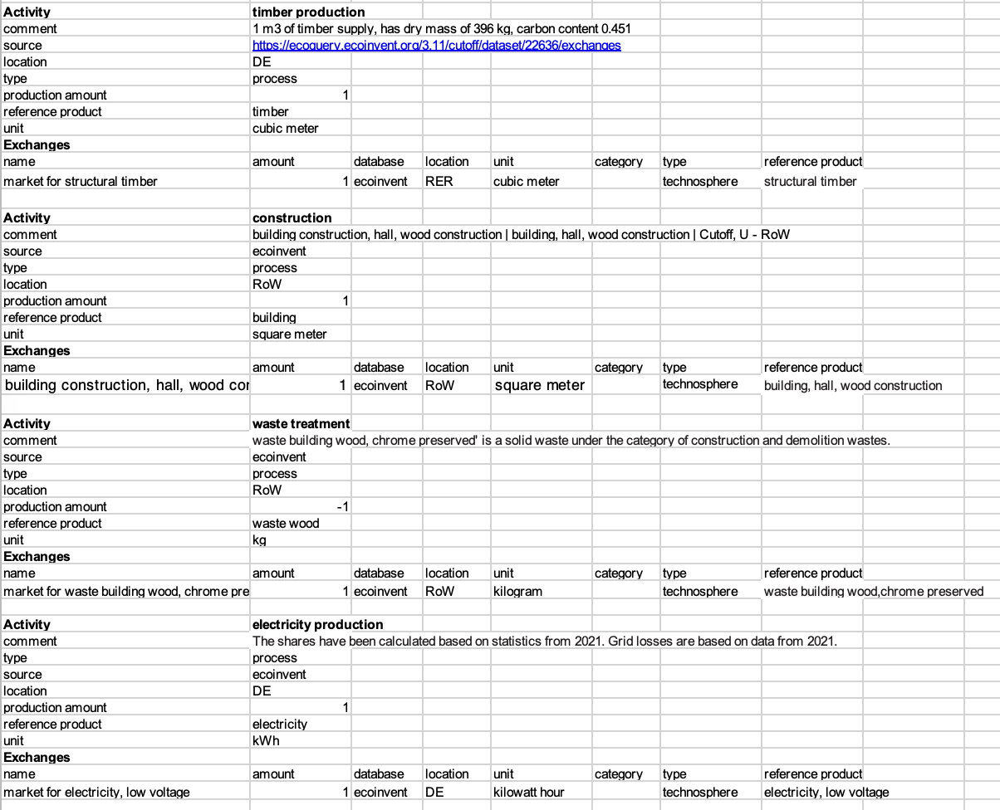 Activity timber production
comment 1 m3 of timber supply, has dry mass of 396 kg, carbon content 0.451
source https://ecoquery.ecoinvent.org/3.11/cutoff/dataset/22636/exchanges
location DE
type process
production amount 1
reference product timber
unit cubic meter
Exchanges
name amount database location unit category type reference product
market for structural timber 1 ecoinvent RER cubic meter technosphere structural timber
Activity construction
comment building construction, hall, wood construction | building, hall, wood construction | Cutoff, U - RoW
source ecoinvent
type process
location RoW
production amount 1
reference product building
unit square meter
Exchanges
name amount database location unit category type reference product
building construction, hall, wood cor 1 ecoinvent RoW square meter technosphere building, hall, wood construction
Activity waste treatment
comment waste building wood, chrome preserved' is a solid waste under the category of construction and demolition wastes.
source ecoinvent
type process
location RoW
production amount -1
reference product waste wood
unit kg
Exchanges
name amount database location unit category type reference product
market for waste building wood, chrome pre 1 ecoinvent RoW kilogram technosphere waste building wood,chrome preserved
Activity electricity production
comment The shares have been calculated based on statistics from 2021. Grid losses are based on data from 2021.
type process
source ecoinvent
location DE
production amount 1
reference product electricity
unit kWh
Exchanges
name amount database location unit category type reference product
market for electricity, low voltage 1 ecoinvent DE kilowatt hour technosphere electricity, low voltage